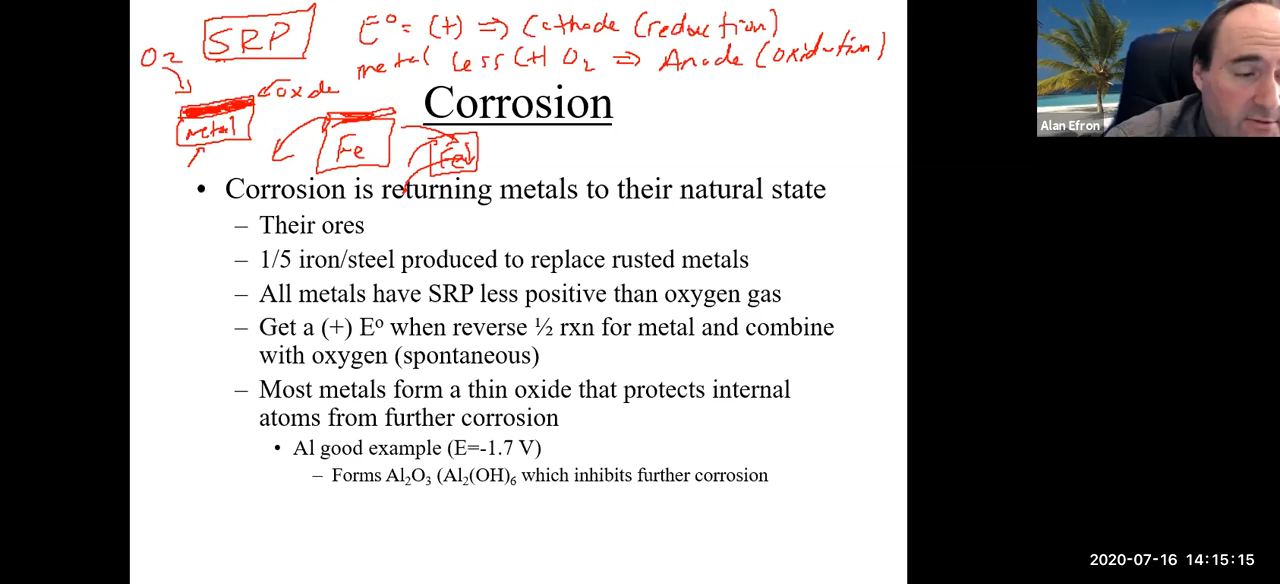 E° = (+) ⇒ Cathode (reduction)
O2 SRP metal less (+) O2 ⇒ Anode (oxidation)
oxide
metal
Fe Fe
Corrosion
• Corrosion is returning metals to their natural state
– Their ores
– 1/5 iron/steel produced to replace rusted metals
– All metals have SRP less positive than oxygen gas
– Get a (+) Eº when reverse ½ rxn for metal and combine
with oxygen (spontaneous)
– Most metals form a thin oxide that protects internal
atoms from further corrosion
• Al good example (E=-1.7 V)
– Forms Al₂O₃ (Al₂(OH)₆ which inhibits further corrosion
Alan Efron
2020-07-16 14:15:15